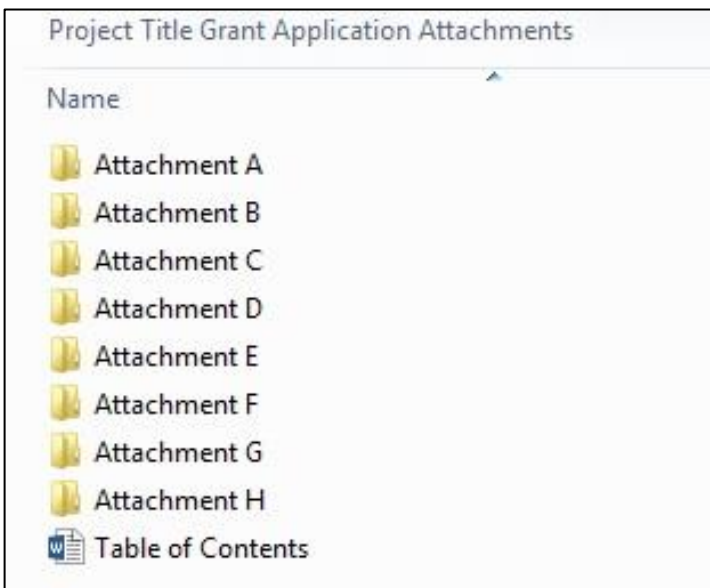 Project Title Grant Application Attachments
Name
Attachment A
Attachment B
Attachment C
Attachment D
Attachment E
Attachment F
Attachment G
Attachment H
Table of Contents